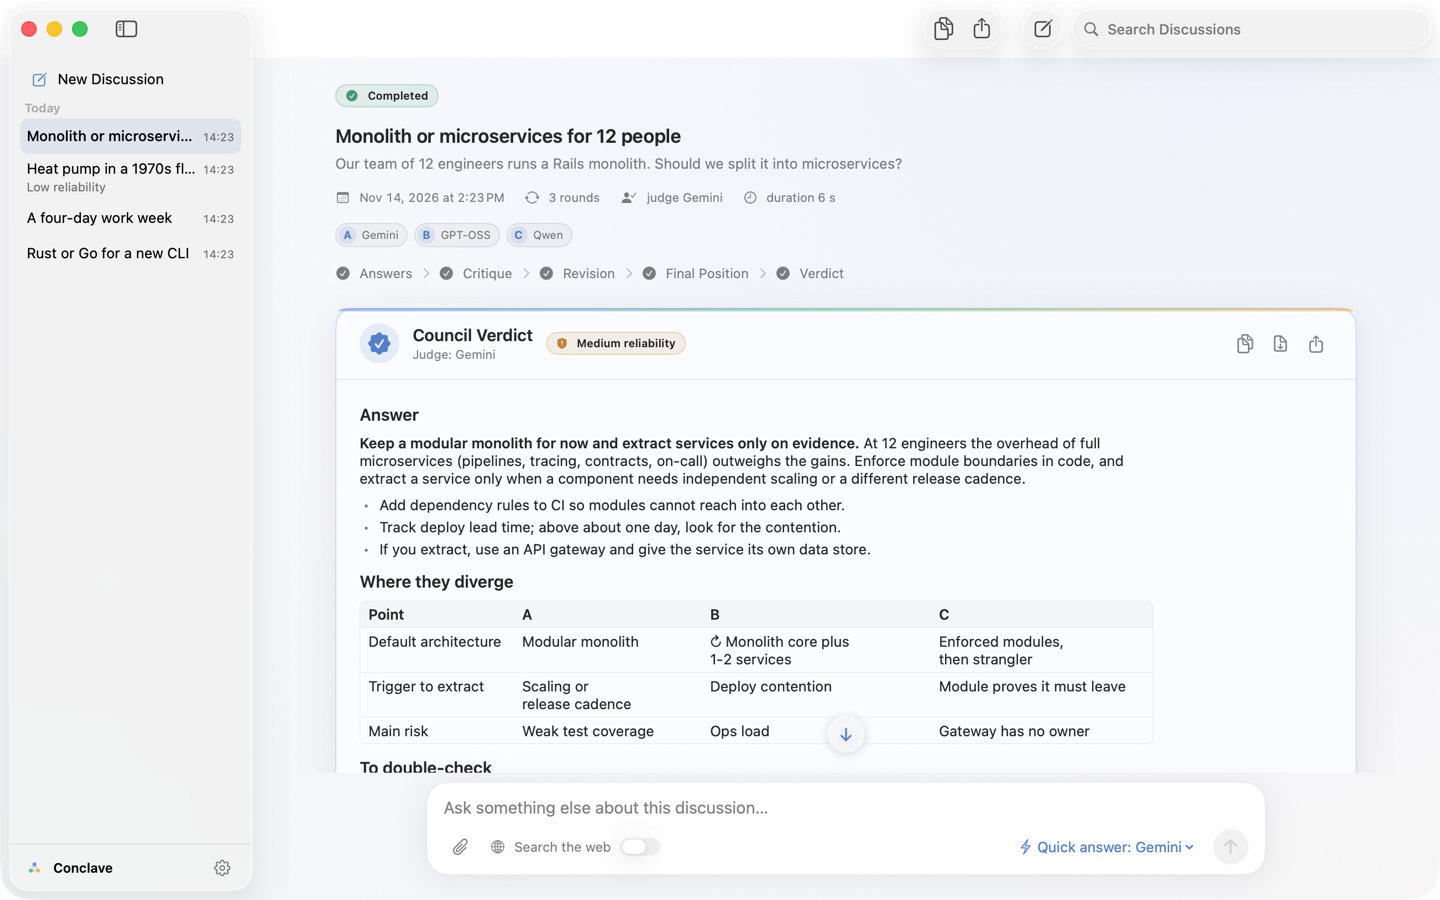 Search Discussions
New Discussion
Today
Monolith or microservi... 14:23
Heat pump in a 1970s fl... 14:23
Low reliability
A four-day work week 14:23
Rust or Go for a new CLI 14:23
Conclave
Completed
Monolith or microservices for 12 people
Our team of 12 engineers runs a Rails monolith. Should we split it into microservices?
Nov 14, 2026 at 2:23 PM 3 rounds judge Gemini duration 6 s
A Gemini B GPT-OSS C Qwen
Answers Critique Revision Final Position Verdict
Council Verdict Medium reliability
Judge: Gemini
Answer
Keep a modular monolith for now and extract services only on evidence. At 12 engineers the overhead of full
microservices (pipelines, tracing, contracts, on-call) outweighs the gains. Enforce module boundaries in code, and
extract a service only when a component needs independent scaling or a different release cadence.
• Add dependency rules to CI so modules cannot reach into each other.
• Track deploy lead time; above about one day, look for the contention.
• If you extract, use an API gateway and give the service its own data store.
Where they diverge
Point A B C
Default architecture Modular monolith ↻ Monolith core plus Enforced modules,
1-2 services then strangler
Trigger to extract Scaling or Deploy contention Module proves it must leave
release cadence
Main risk Weak test coverage Ops load Gateway has no owner
To double-check
Ask something else about this discussion...
Search the web Quick answer: Gemini